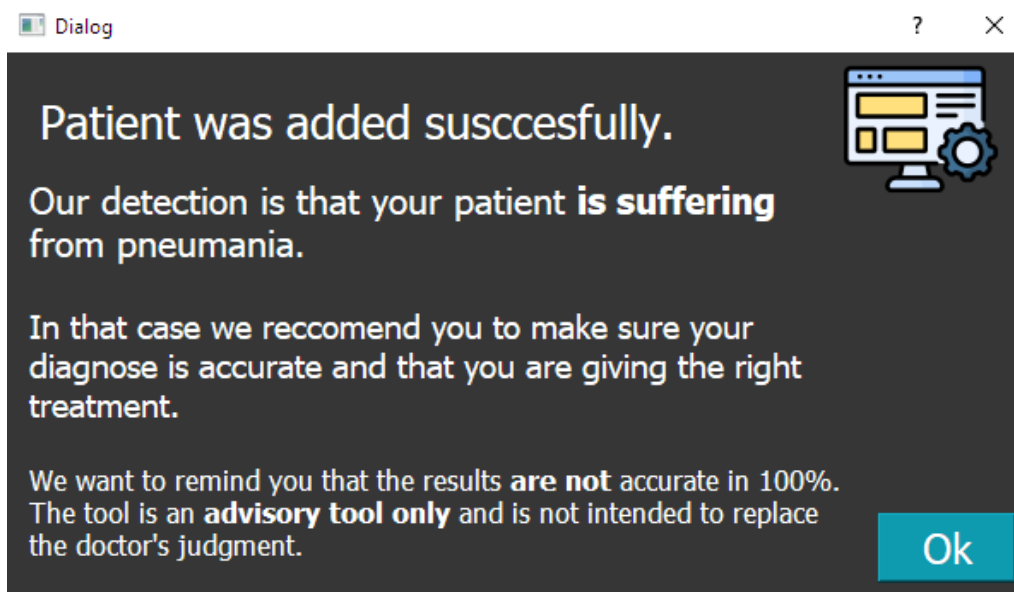 Dialog
?
Patient was added susccesfully.
Our detection is that your patient is suffering
from pneumania.
In that case we reccomend you to make sure your
diagnose is accurate and that you are giving the right
treatment.
We want to remind you that the results are not accurate in 100%.
The tool is an advisory tool only and is not intended to replace
the doctor's judgment.
Ok